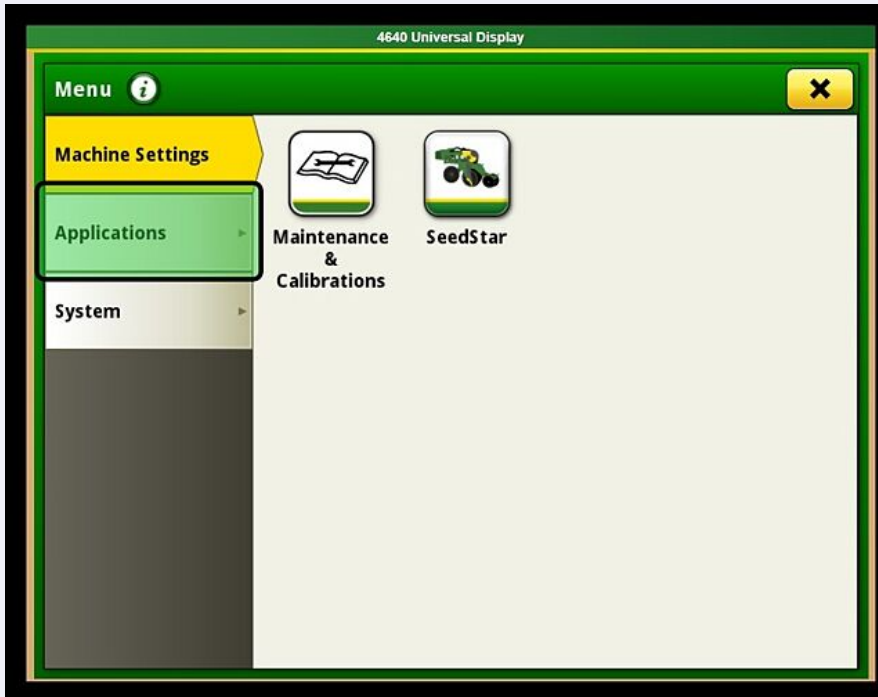 4640 Universal Display
Menu
Machine Settings
Applications
System
Maintenance
&
Calibrations
SeedStar